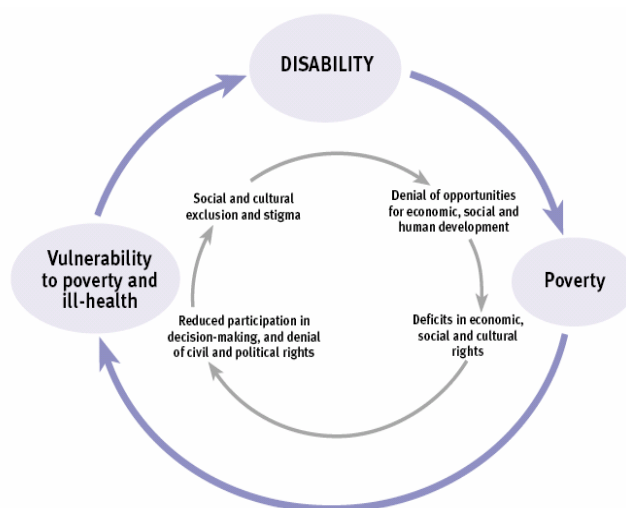 DISABILITY
Social and cultural
exclusion and stigma
Denial of opportunities
for economic, social and
human development
Vulnerability
to poverty and
ill-health
Poverty
Reduced participation in
decision-making, and denial
of civil and political rights
Deficits in economic,
social and cultural
rights